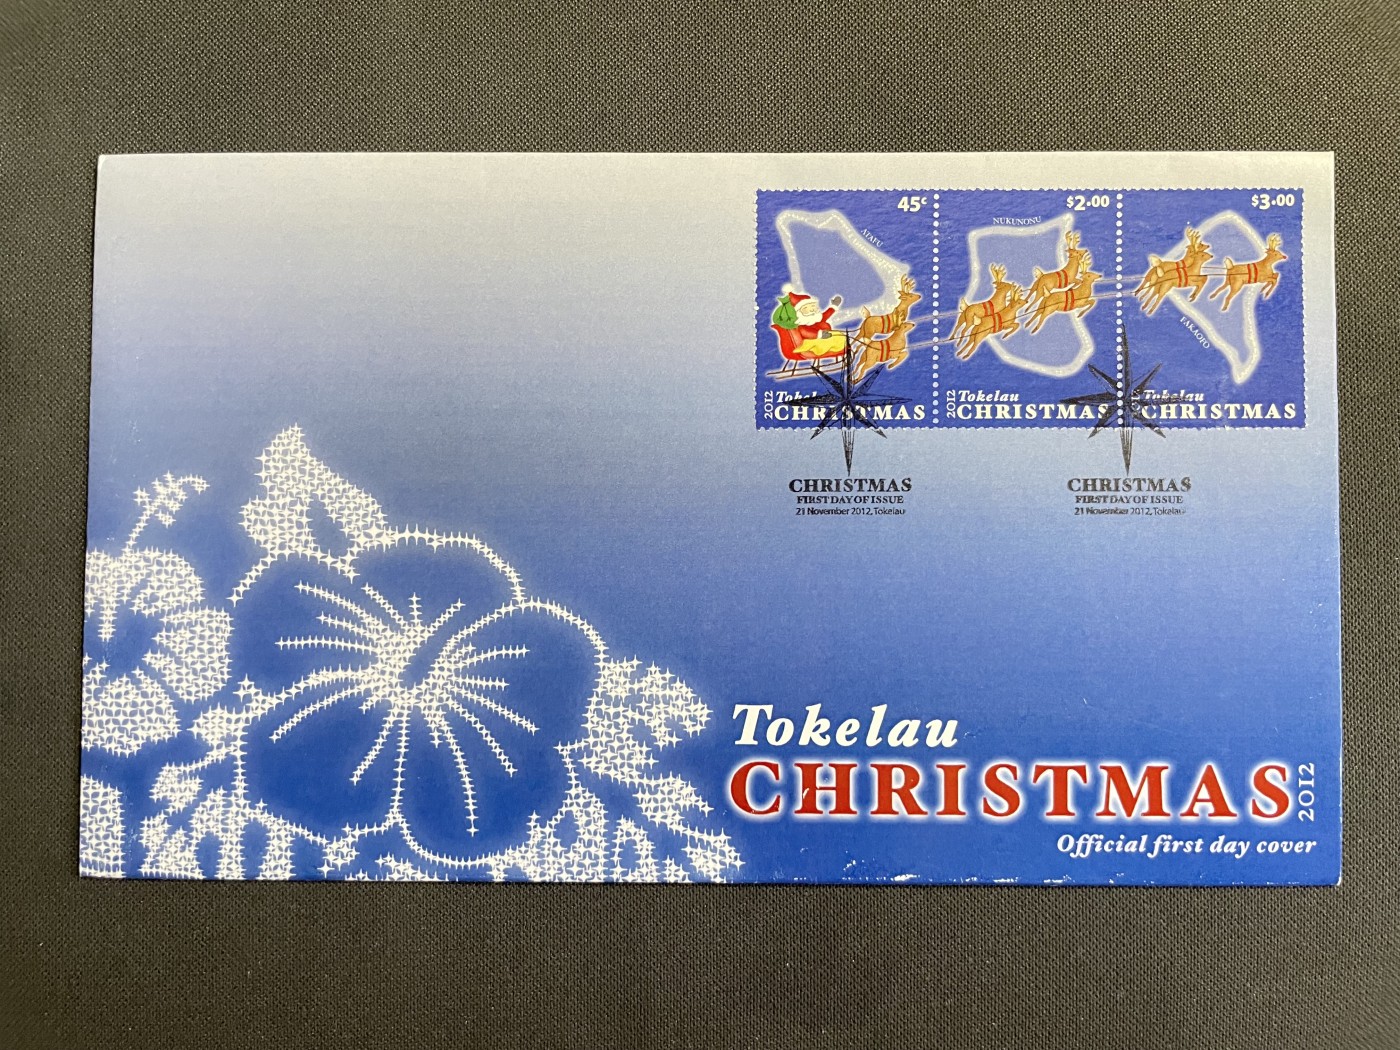 45c
ATAFU
2012
Tokelau
CHRISTMAS
$2.00
NUKUNONU
2012
Tokelau
CHRISTMAS
$3.00
FAKAOFO
2012
Tokelau
CHRISTMAS
CHRISTMAS
FIRST DAY OF ISSUE
21 November 2012, Tokelau
CHRISTMAS
FIRST DAY OF ISSUE
21 November 2012, Tokelau
Tokelau
CHRISTMAS 2012
Official first day cover